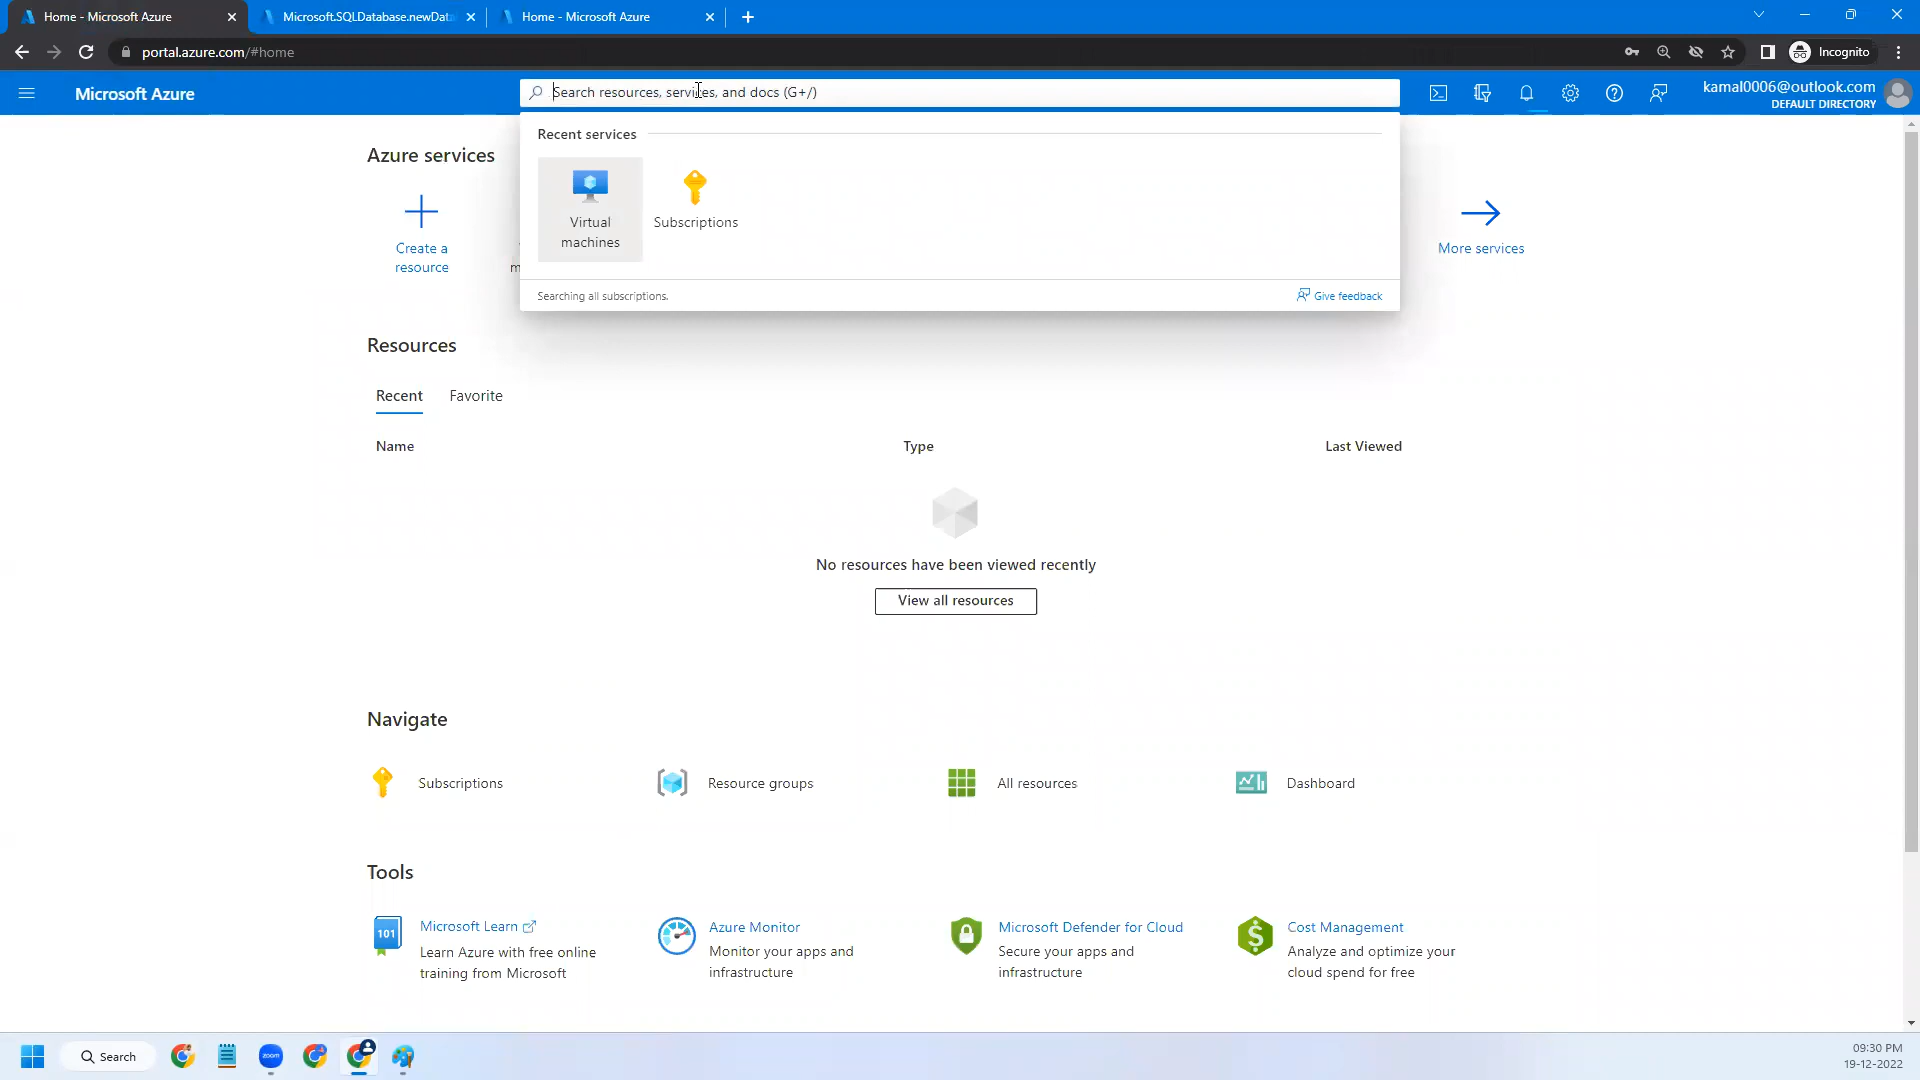 Home - Microsoft Azure
Microsoft.SQLDatabase.newData
Home - Microsoft Azure
portal.azure.com/#home
Incognito
Microsoft Azure
Search resources, services, and docs (G+/)
kamal0006@outlook.com
DEFAULT DIRECTORY
Recent services
Azure services
Virtual
machines
Subscriptions
Create a
resource
m
More services
Searching all subscriptions.
Give feedback
Resources
Recent
Favorite
Name
Type
Last Viewed
No resources have been viewed recently
View all resources
Navigate
Subscriptions
Resource groups
All resources
Dashboard
Tools
101
Microsoft Learn
Learn Azure with free online
training from Microsoft
Azure Monitor
Monitor your apps and
infrastructure
Microsoft Defender for Cloud
Secure your apps and
infrastructure
Cost Management
Analyze and optimize your
cloud spend for free
Search
zoom
09:30 PM
19-12-2022